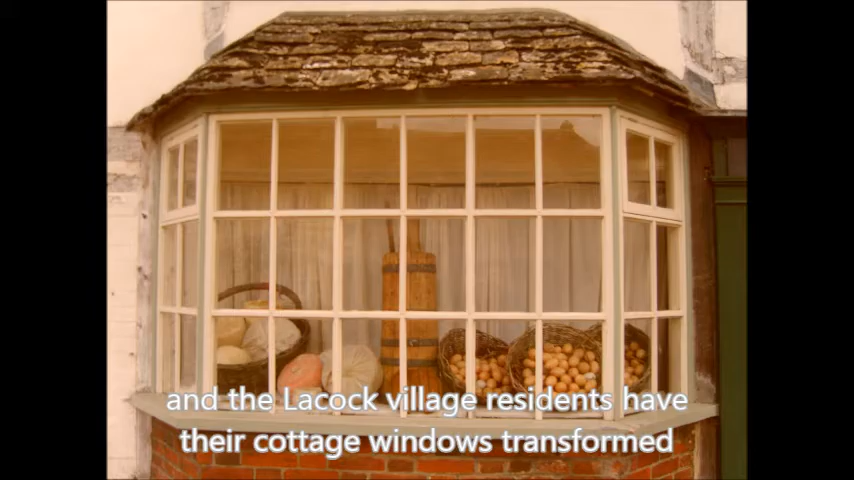 and the Lacock village residents have
their cottage windows transformed